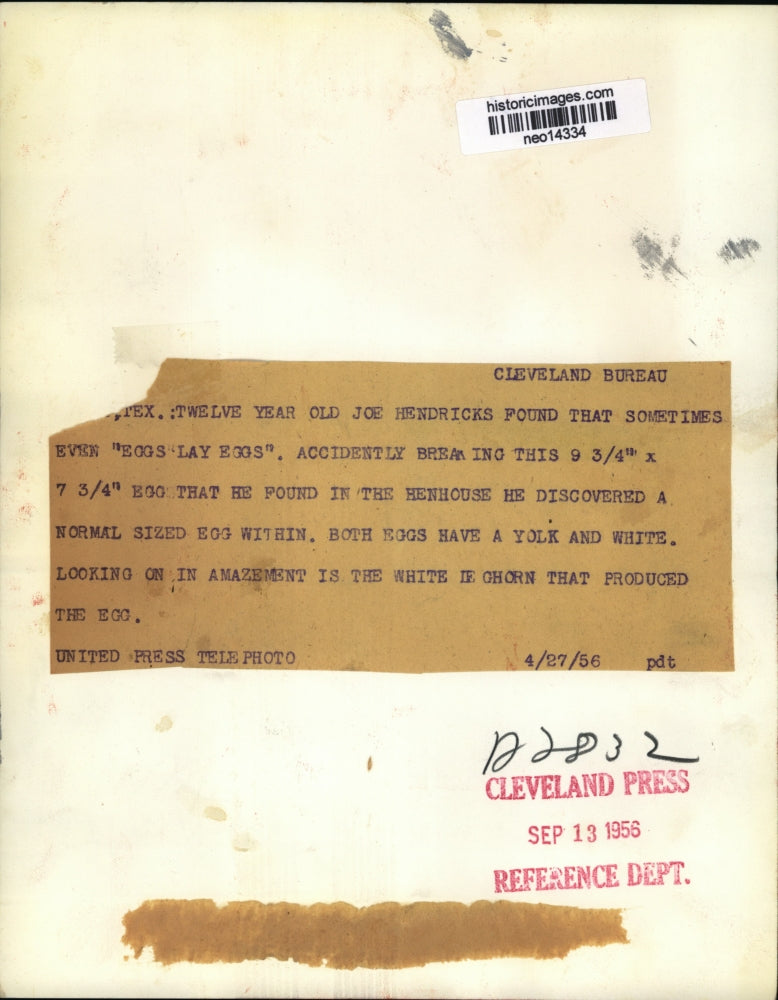 historicimages.com
neo14334
CLEVELAND BUREAU
,TEX.:TWELVE YEAR OLD JOE HENDRICKS FOUND THAT SOMETIMES
EVEN "EGGS LAY EGGS". ACCIDENTLY BREAK ING THIS 9 3/4" x
7 3/4" EGG THAT HE FOUND IN THE HENHOUSE HE DISCOVERED A
NORMAL SIZED EGG WITHIN. BOTH EGGS HAVE A YOLK AND WHITE.
LOOKING ON IN AMAZEMENT IS THE WHITE LEGHORN THAT PRODUCED
THE EGG.
UNITED PRESS TELEPHOTO 4/27/56 pdt
CLEVELAND PRESS
SEP 13 1956
REFERENCE DEPT.